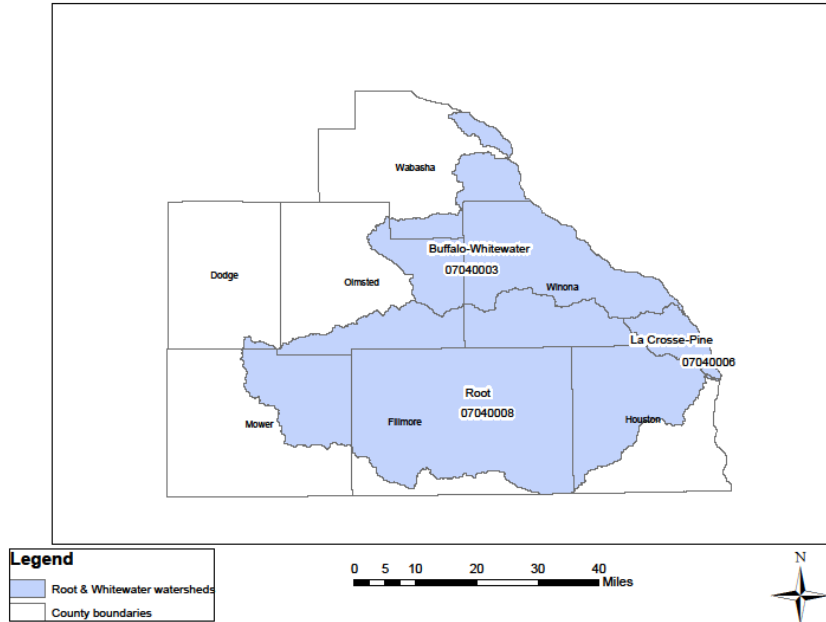 Wabasha
Buffalo-Whitewater
07040003
Dodge
Olmsted
Winona
La Crosse-Pine
07040006
Root
07040008
Mower
Fillmore
Houston
Legend
Root & Whitewater watersheds
County boundaries
0 5 10 20 30 40
Miles
N